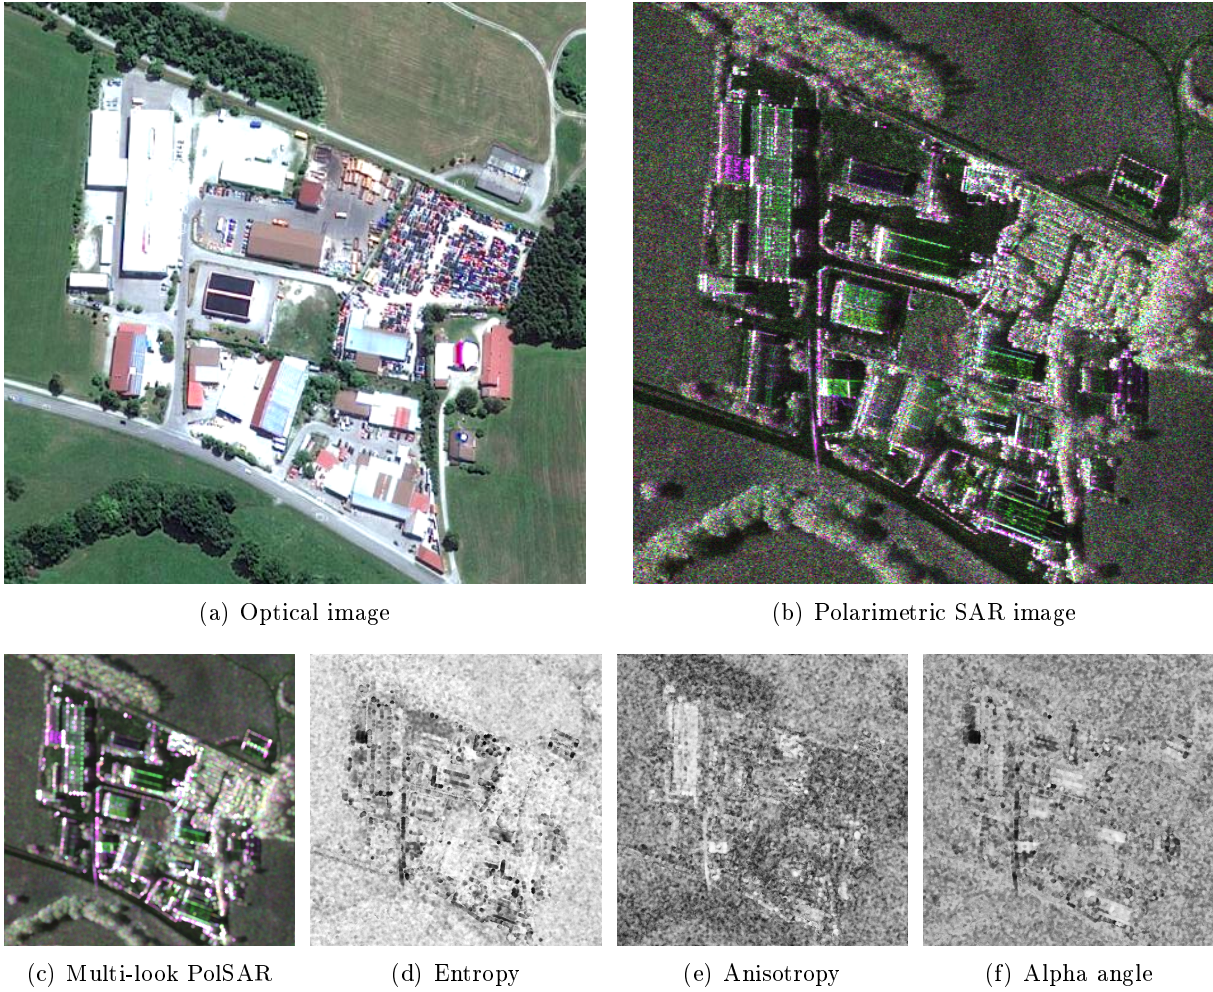 (a) Optical image
(b) Polarimetric SAR image
(c) Multi-look PolSAR
(d) Entropy
(e) Anisotropy
(f) Alpha angle